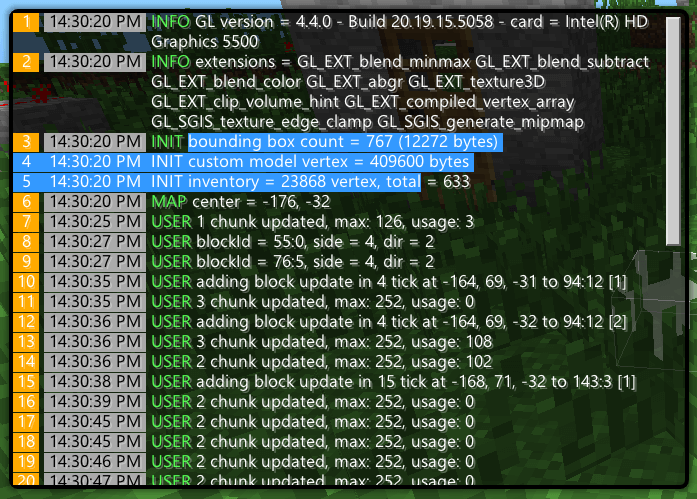 1 14:30:20 PM INFO GL version = 4.4.0 - Build 20.19.15.5058 - card = Intel(R) HD
Graphics 5500
2 14:30:20 PM INFO extensions = GL_EXT_blend_minmax GL_EXT_blend_subtract
GL_EXT_blend_color GL_EXT_abgr GL_EXT_texture3D
GL_EXT_clip_volume_hint GL_EXT_compiled_vertex_array
GL_SGIS_texture_edge_clamp GL_SGIS_generate_mipmap
3 14:30:20 PM INIT bounding box count = 767 (12272 bytes)
4 14:30:20 PM INIT custom model vertex = 409600 bytes
5 14:30:20 PM INIT inventory = 23868 vertex, total = 633
6 14:30:20 PM MAP center = -176, -32
7 14:30:25 PM USER 1 chunk updated, max: 126, usage: 3
8 14:30:27 PM USER blockId = 55:0, side = 4, dir = 2
9 14:30:27 PM USER blockId = 76:5, side = 4, dir = 2
10 14:30:35 PM USER adding block update in 4 tick at -164, 69, -31 to 94:12 [1]
11 14:30:35 PM USER 3 chunk updated, max: 252, usage: 0
12 14:30:36 PM USER adding block update in 4 tick at -164, 69, -32 to 94:12 [2]
13 14:30:36 PM USER 3 chunk updated, max: 252, usage: 108
14 14:30:36 PM USER 2 chunk updated, max: 252, usage: 102
15 14:30:38 PM USER adding block update in 15 tick at -168, 71, -32 to 143:3 [1]
16 14:30:39 PM USER 2 chunk updated, max: 252, usage: 0
17 14:30:45 PM USER 2 chunk updated, max: 252, usage: 0
18 14:30:45 PM USER 2 chunk updated, max: 252, usage: 0
19 14:30:46 PM USER 2 chunk updated, max: 252, usage: 0
20 14:30:47 PM USER 2 chunk updated, max: 252, usage: 0